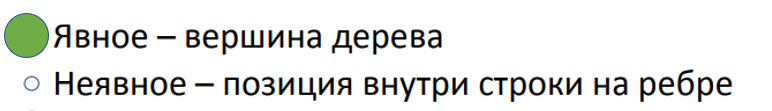 Явное – вершина дерева
Неявное – позиция внутри строки на ребре